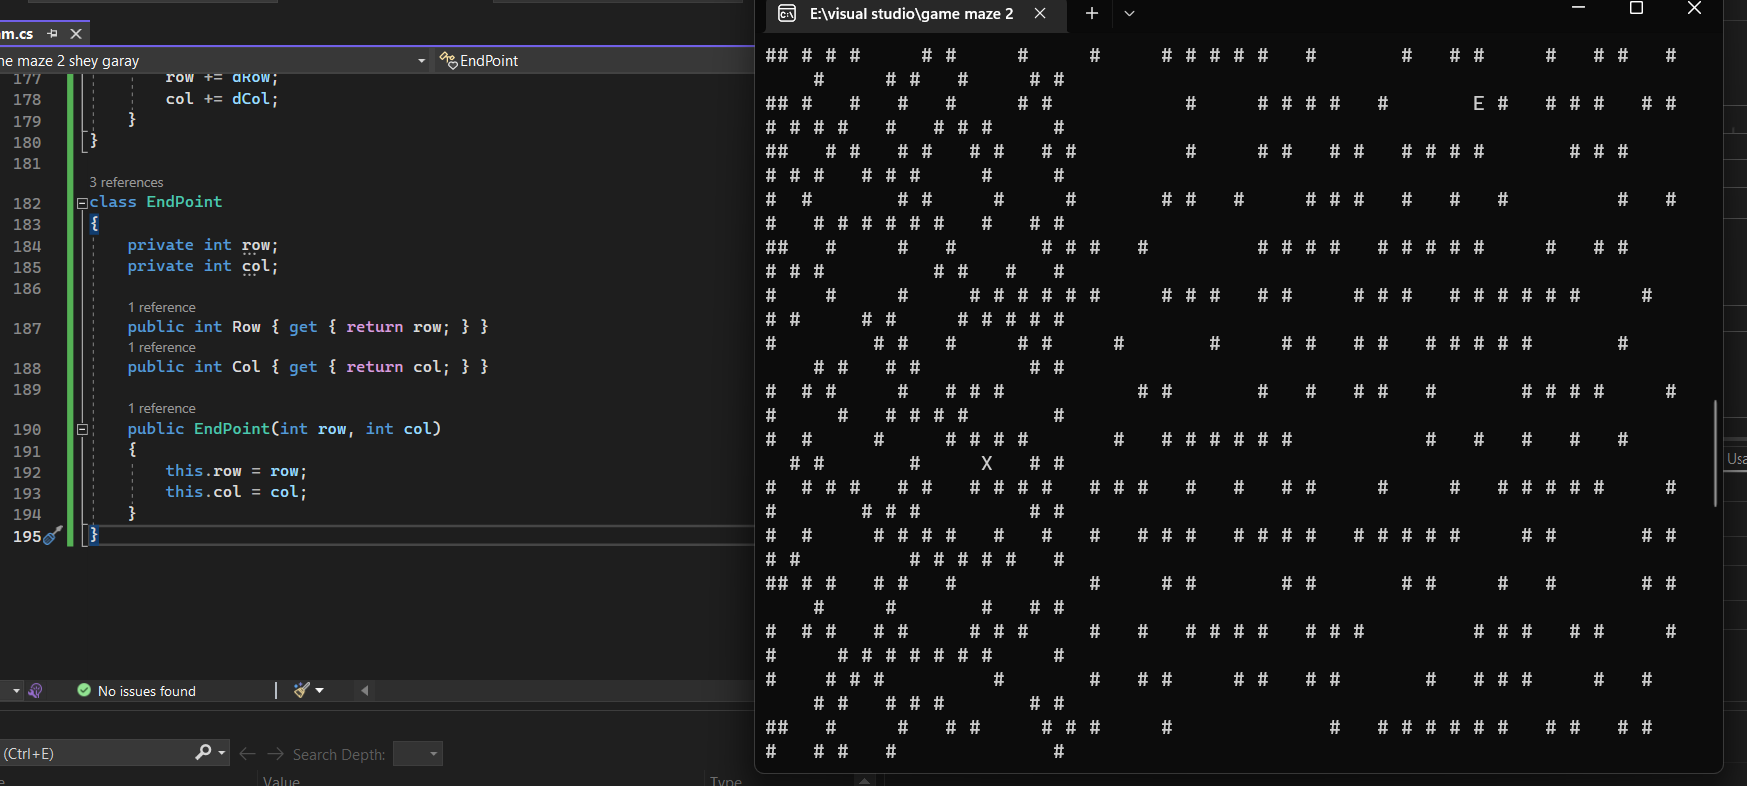 m.cs
E:\visual studio\game maze 2
me maze 2 shey garay
EndPoint
177 row += dRow;
178 col += dCol;
179 }
180 }
181
3 references
182 class EndPoint
183 {
184 private int row;
185 private int col;
186
1 reference
187 public int Row { get { return row; } }
1 reference
188 public int Col { get { return col; } }
189
1 reference
190 public EndPoint(int row, int col)
191 {
192 this.row = row;
193 this.col = col;
194 }
195 }
No issues found
(Ctrl+E)
Search Depth:
Value
Type
## # # #     # #     #     #     # # # # #   #       #   # #     #   # #   #
    #     # #   #     # #
## #   #   #   #     # #           #     # # # #   #       E #   # # #   # #
# # # #   #   # # #     #
##   # #   # #   # #   # #         #     # #   # #   # # # #       # # #
# # #   # # #     #     #
#  #       # #     #     #       # #   #     # # #   #   #   #         #   #
#   # # # # # #   #   # #
##   #     #   #       # # #   #         # # # #   # # # # #     #   # #
# # #         # #   #   #
#    #     #     # # # # # #     # # #   # #     # # #   # # # # # #     #
# #     # #     # # # # #
#        # #   #     # #     #       #     # #   # #   # # # # #       #
    # #   # #         # #
#  # #     #   # # #           # #       #   #   # #   #       # # # #     #
#     #   # # # #       #
#  #     #     # # # #       #   # # # # # #           #   #   #   #   #
  # #       #     X   # #
#  # # #   # #   # # # #   # # #   #   #   # #     #     #   # # # # #     #
#       # # #         # #
#  #     # # # #   #   #   #   # # #   # # # #   # # # # #     # #       # #
# #         # # # # #   #
## # #   # #   #           #     # #       # #       # #     #   #       # #
    #     #       #   # #
#  # #   # #     # # #     #   #   # # # #   # # #         # # #   # #     #
#     # # # # # # #     #
#    # # #         #       #   # #     # #   # #       #   # # #     #   #
    # #   # # #       # #
##   #     #   # #     # # #     #             #   # # # # # #   # #   # #
#   # #   #             #